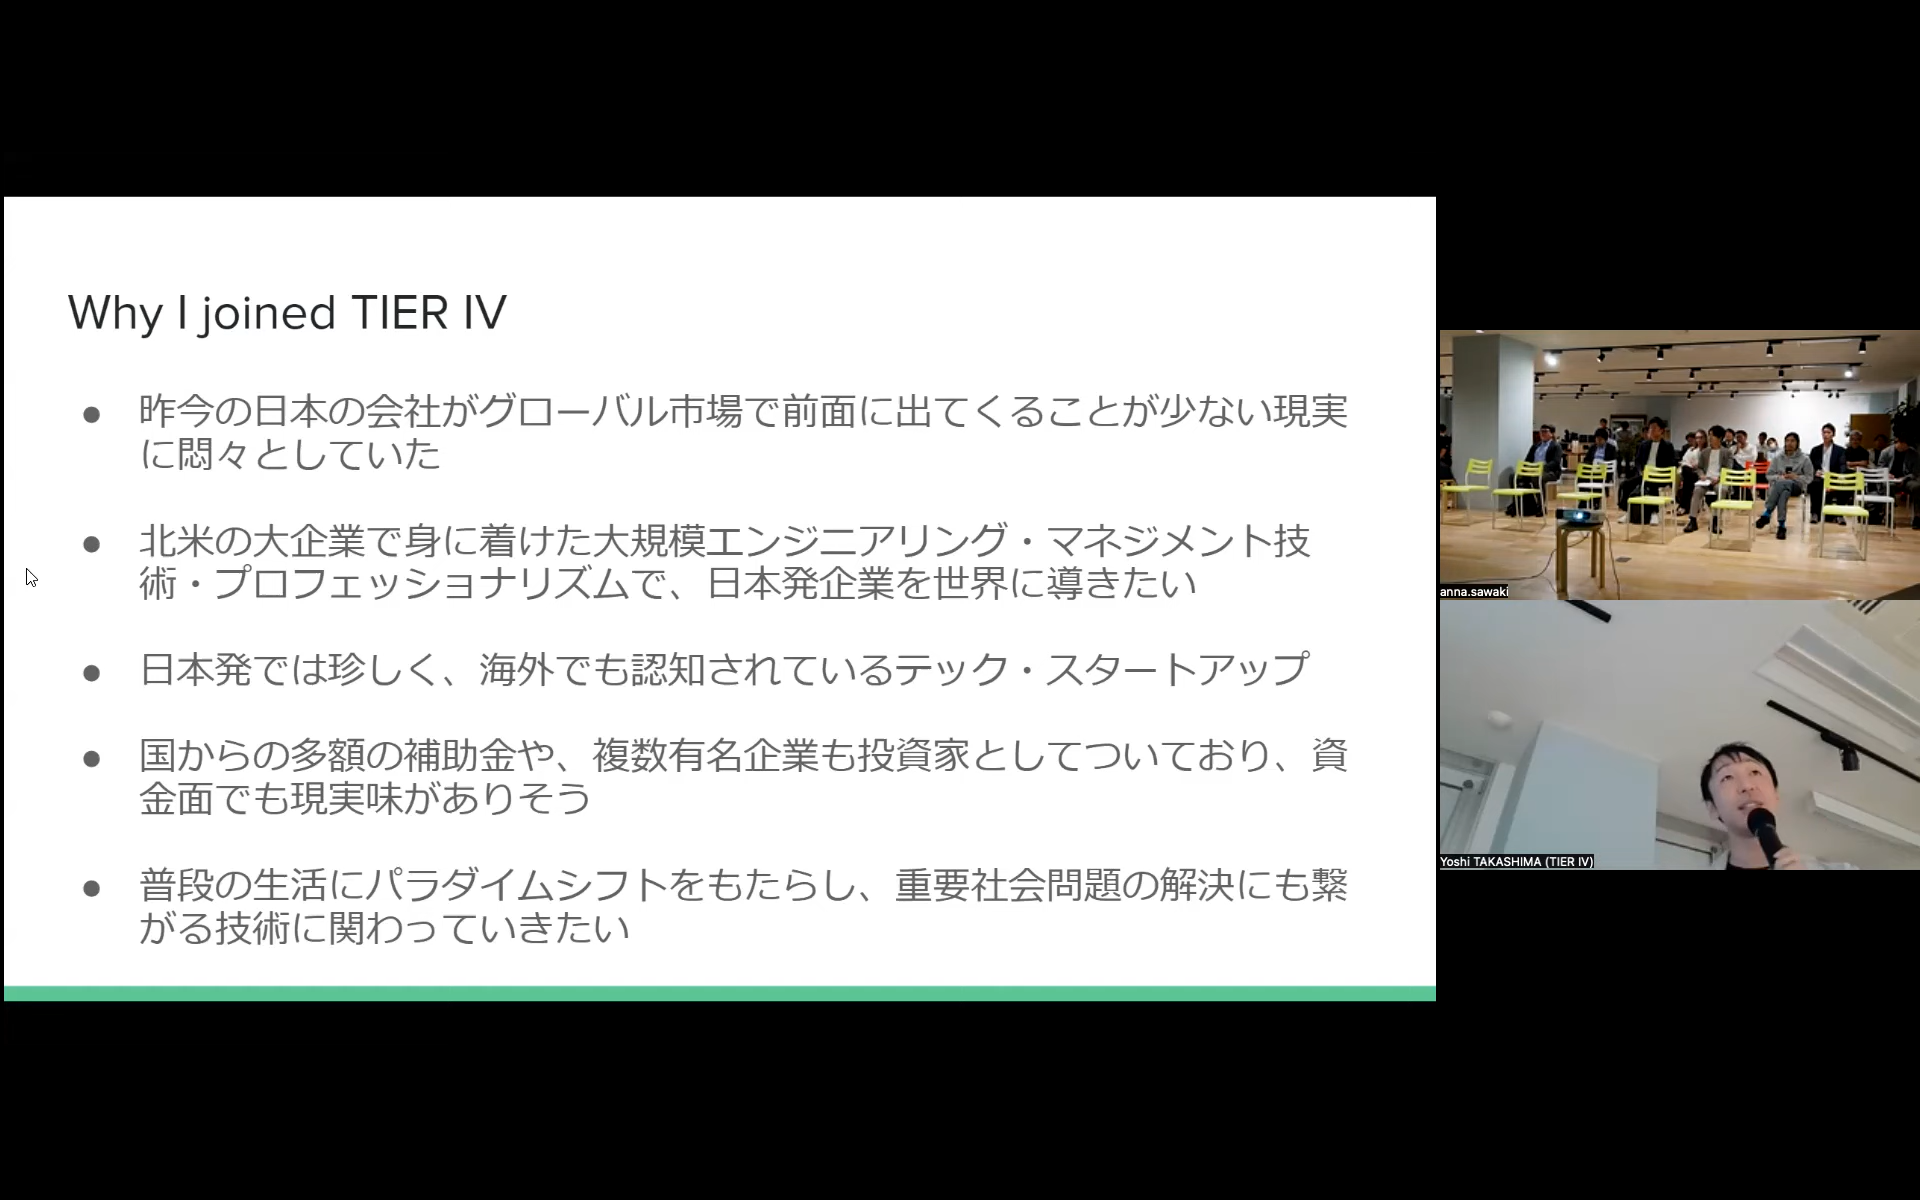 Why I joined TIER IV
● 昨今の日本の会社がグローバル市場で前面に出てくることが少ない現実
に悶々としていた
● 北米の大企業で身に着けた大規模エンジニアリング・マネジメント技
術・プロフェッショナリズムで、日本発企業を世界に導きたい
● 日本発では珍しく、海外でも認知されているテック・スタートアップ
● 国からの多額の補助金や、複数有名企業も投資家としてついており、資
金面でも現実味がありそう
● 普段の生活にパラダイムシフトをもたらし、重要社会問題の解決にも繋
がる技術に関わっていきたい
anna.sawaki
Yoshi TAKASHIMA (TIER IV)